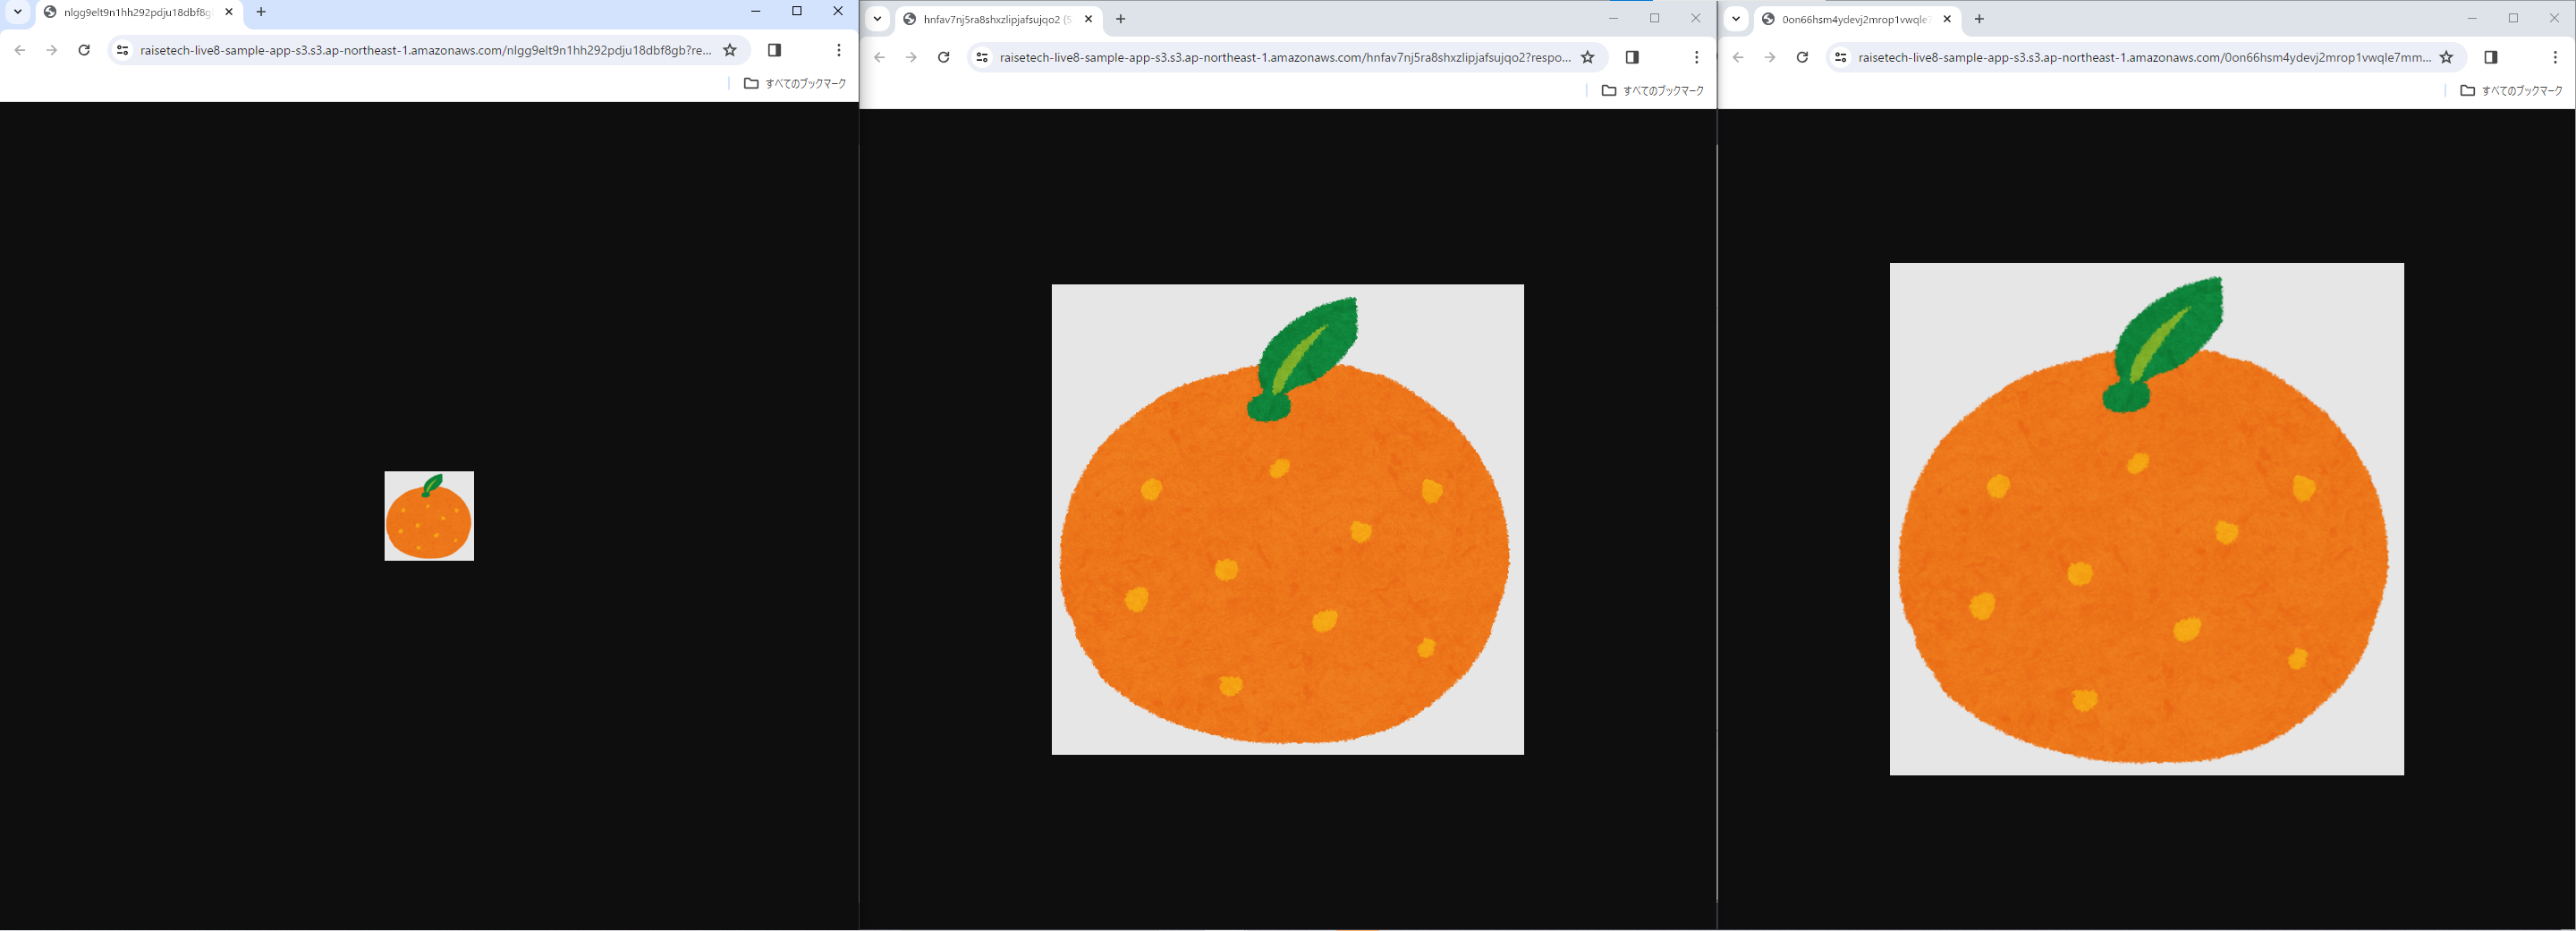 nlgg9elt9n1hh292pdju18dbf8g
raisetech-live8-sample-app-s3.s3.ap-northeast-1.amazonaws.com/nlgg9elt9n1hh292pdju18dbf8gb?re...
すべてのブックマーク
hnfav7nj5ra8shxzlipjafsujqo2 (5
raisetech-live8-sample-app-s3.s3.ap-northeast-1.amazonaws.com/hnfav7nj5ra8shxzlipjafsujqo2?respo...
すべてのブックマーク
0on66hsm4ydevj2mrop1vwqle7
raisetech-live8-sample-app-s3.s3.ap-northeast-1.amazonaws.com/0on66hsm4ydevj2mrop1vwqle7mm...
すべてのブックマーク